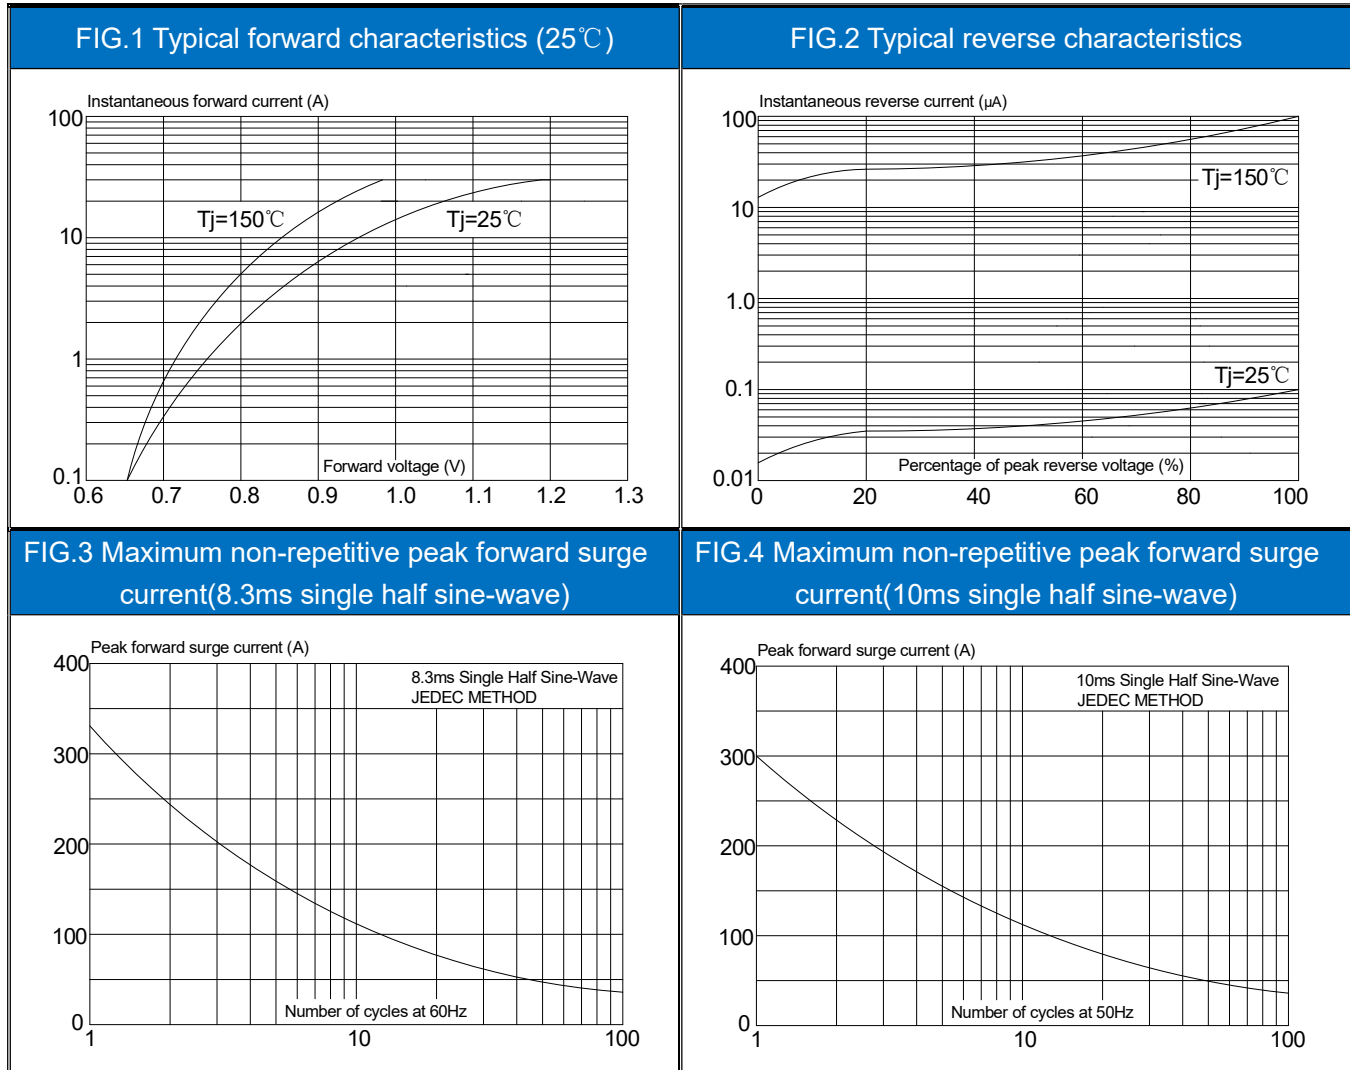 FIG.1 Typical forward characteristics (25℃)
Instantaneous forward current (A)
100
10
1
0.1
Tj=150℃
Tj=25℃
Forward voltage (V)
0.6 0.7 0.8 0.9 1.0 1.1 1.2 1.3
FIG.2 Typical reverse characteristics
Instantaneous reverse current (μA)
100
10
1.0
0.1
0.01
Tj=150℃
Tj=25℃
Percentage of peak reverse voltage (%)
0 20 40 60 80 100
FIG.3 Maximum non-repetitive peak forward surge
current(8.3ms single half sine-wave)
Peak forward surge current (A)
400
300
200
100
0
8.3ms Single Half Sine-Wave
JEDEC METHOD
Number of cycles at 60Hz
1 10 100
FIG.4 Maximum non-repetitive peak forward surge
current(10ms single half sine-wave)
Peak forward surge current (A)
400
300
200
100
0
10ms Single Half Sine-Wave
JEDEC METHOD
Number of cycles at 50Hz
1 10 100